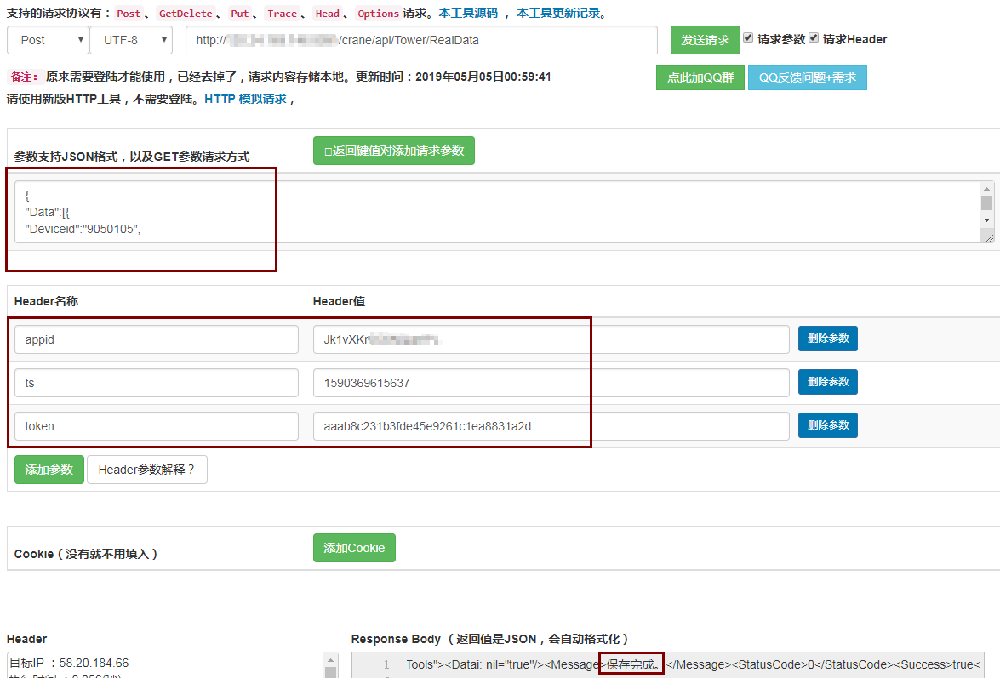 支持的请求协议有：Post、GetDelete、Put、Trace、Head、Options请求。本工具源码 ，本工具更新记录。
Post UTF-8 http:// /crane/api/Tower/RealData 发送请求 请求参数 请求Header
备注： 原来需要登陆才能使用，已经去掉了，请求内容存储本地。更新时间：2019年05月05日00:59:41 点此加QQ群 QQ反馈问题+需求
请使用新版HTTP工具，不需要登陆。HTTP 模拟请求，
参数支持JSON格式，以及GET参数请求方式 返回键值对添加请求参数
{
"Data":[{
"Deviceid":"9050105",
Header名称 Header值
appid Jk1vXKr 删除参数
ts 1590369615637 删除参数
token aaab8c231b3fde45e9261c1ea8831a2d 删除参数
添加参数 Header参数解释？
Cookie（没有就不用填入） 添加Cookie
Header Response Body （返回值是JSON，会自动格式化）
目标IP ：58.20.184.66 1 Tools"><Datai: nil="true"/><Message>保存完成。</Message><StatusCode>0</StatusCode><Success>true<